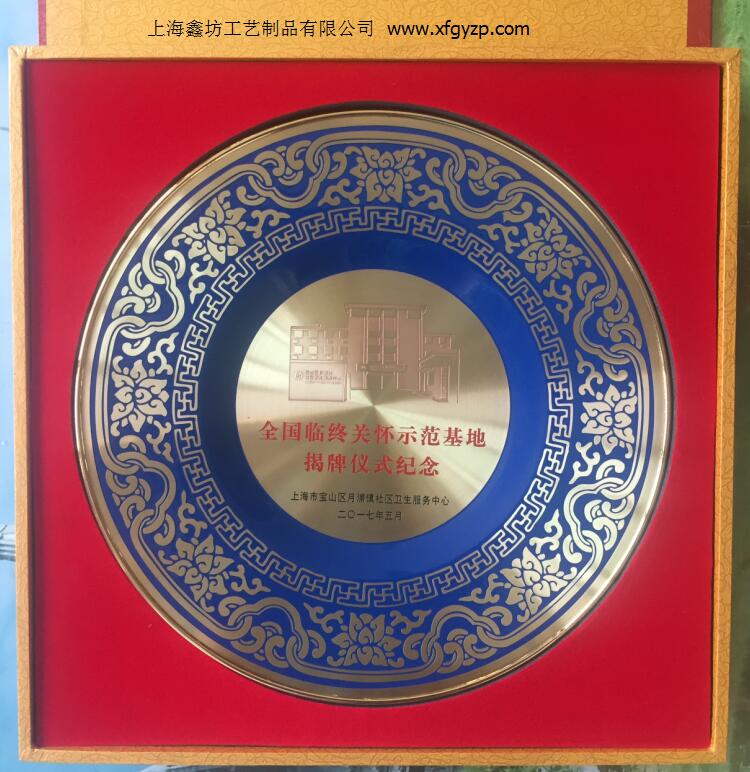 上海鑫坊工艺制品有限公司 www.xfgyzp.com
全国临终关怀示范基地
揭牌仪式纪念
上海市宝山区月浦镇社区卫生服务中心
二〇一七年五月